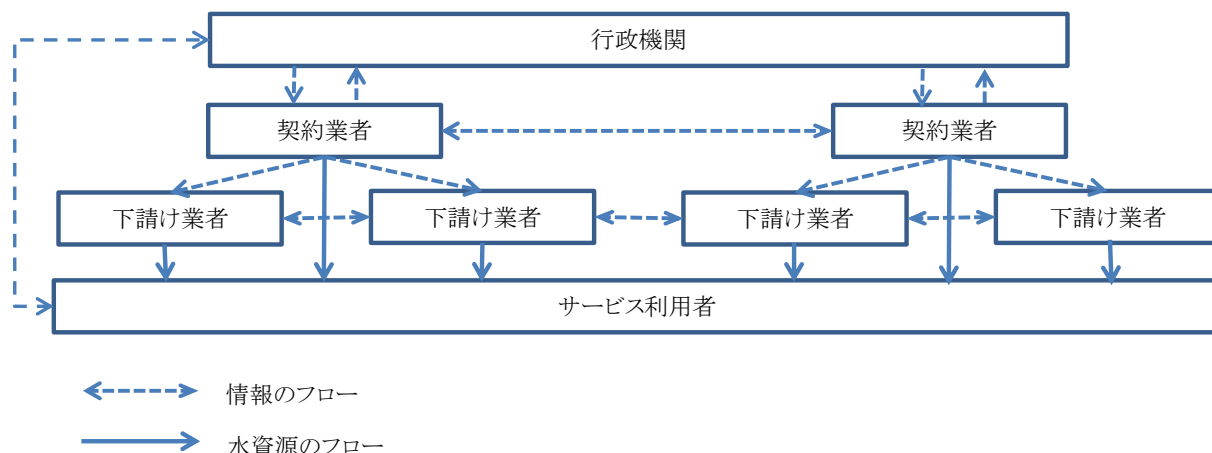 行政機関
契約業者
契約業者
下請け業者
下請け業者
下請け業者
下請け業者
サービス利用者
情報のフロー
水資源のフロー